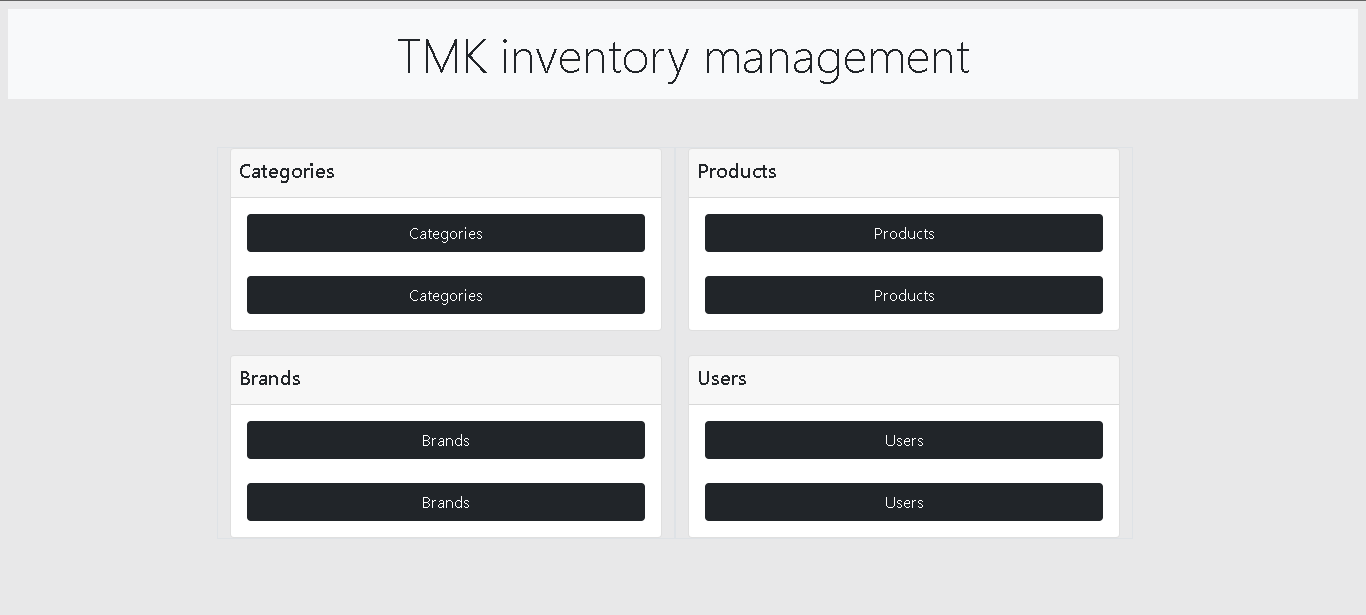 TMK inventory management
Categories
Categories
Categories
Products
Products
Products
Brands
Brands
Brands
Users
Users
Users